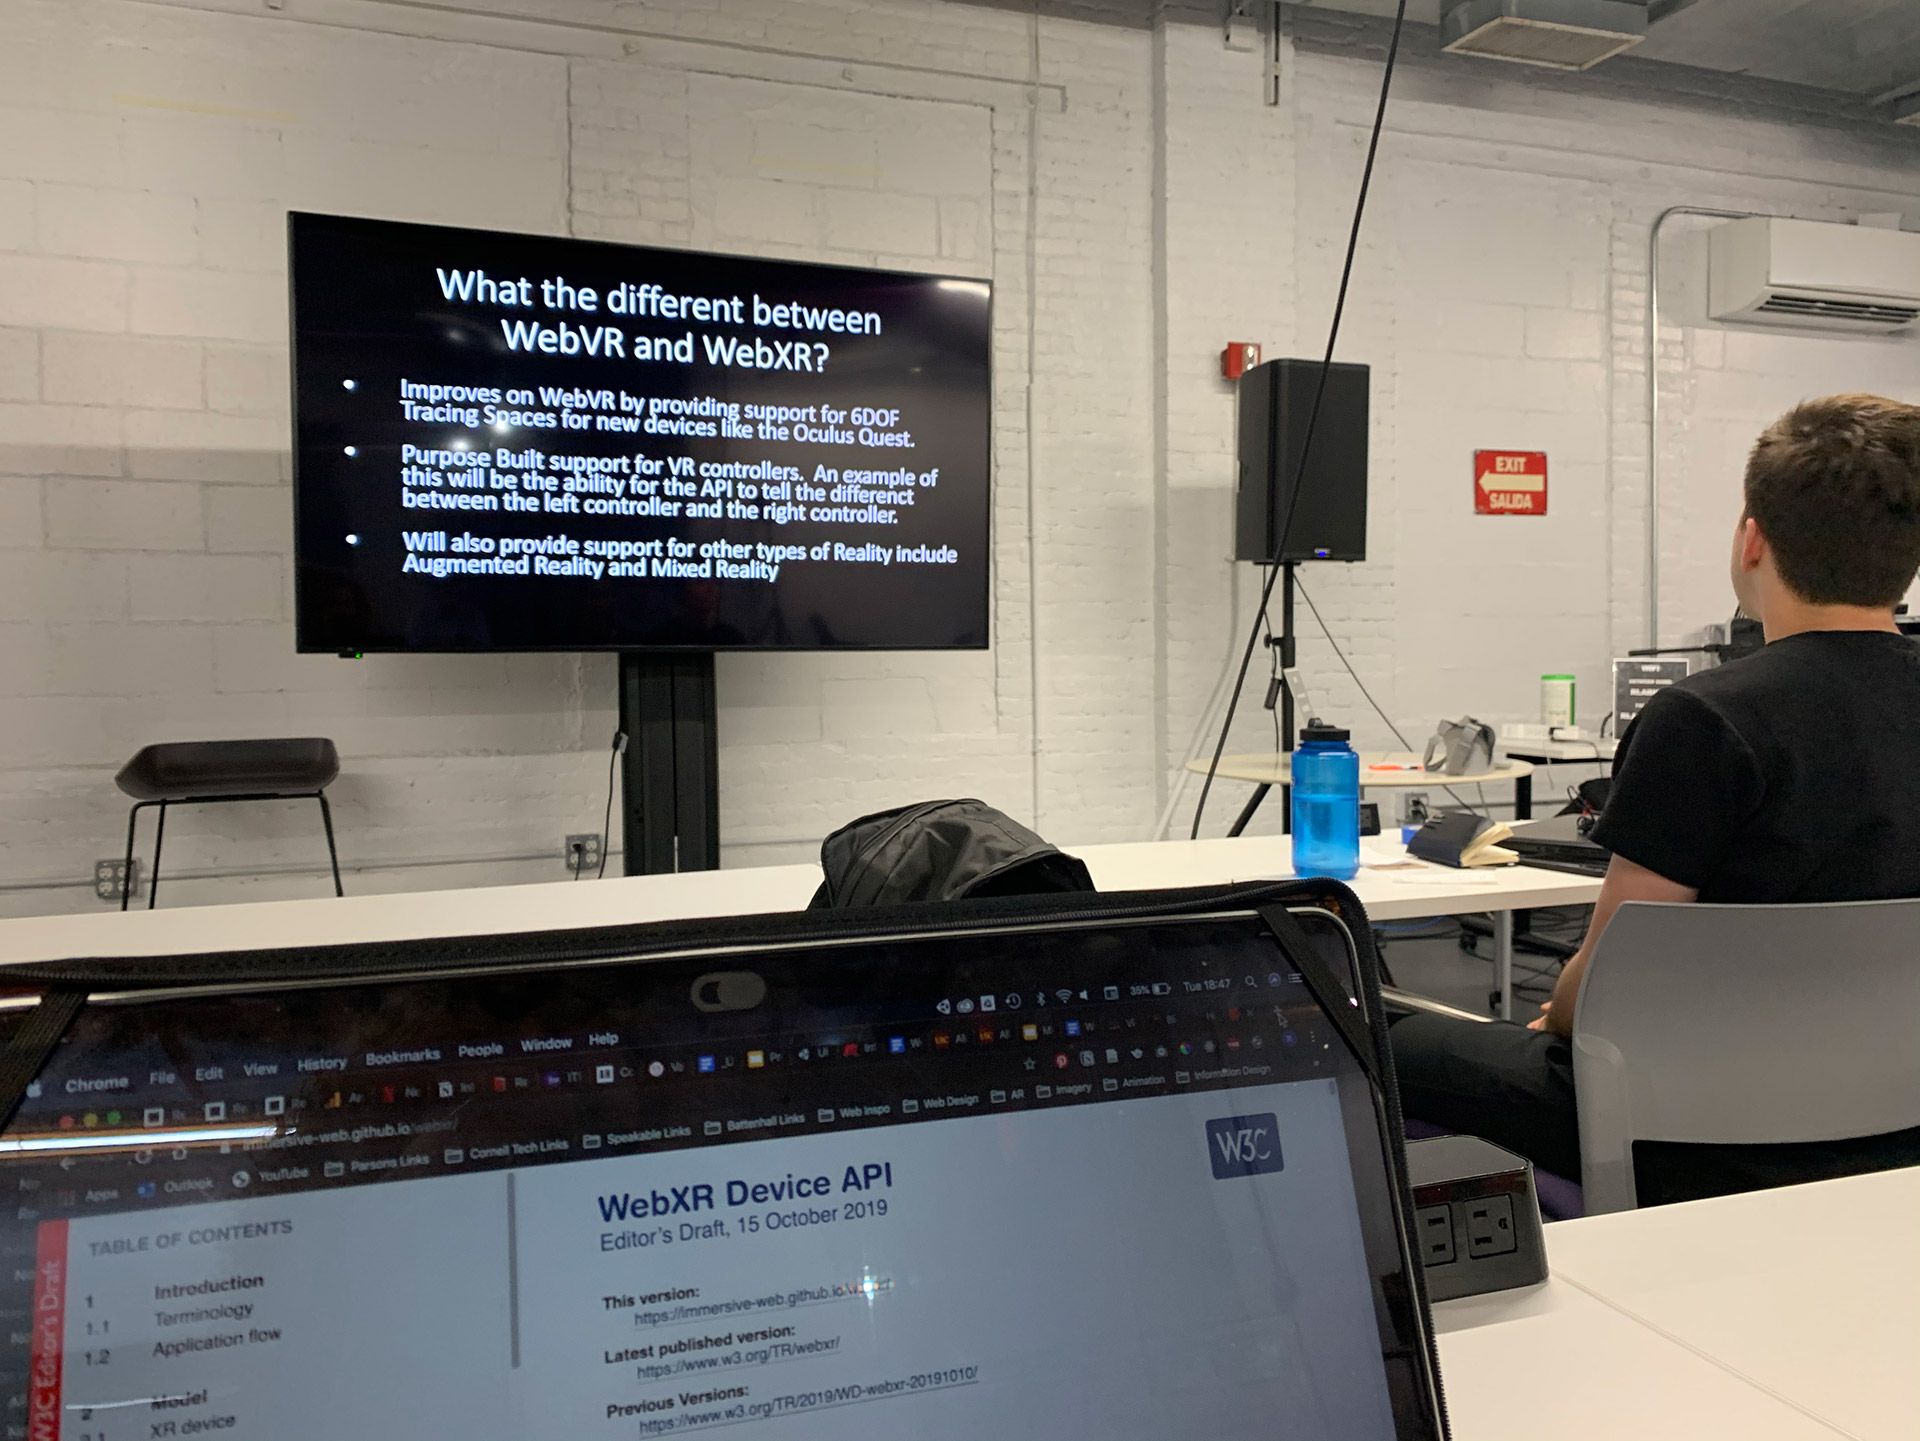 What the different between
WebVR and WebXR?
Improves on WebVR by providing support for 6DOF
Tracing Spaces for new devices like the Oculus Quest.
Purpose Built support for VR controllers. An example of
this will be the ability for the API to tell the differenct
between the left controller and the right controller.
Will also provide support for other types of Reality include
Augmented Reality and Mixed Reality
EXIT
SALIDA
35% Tue 18:47
Chrome File Edit View History Bookmarks People Window Help
immersive-web.github.io/webxr/
Apps Outlook YouTube Parsons Links Cornell Tech Links Speakable Links Battenhall Links Web Inspo Web Design AR Imagery Animation Information Design
W3C Editor's Draft
TABLE OF CONTENTS
1 Introduction
1.1 Terminology
1.2 Application flow
2 Model
2.1 XR device
W3C
WebXR Device API
Editor's Draft, 15 October 2019
This version:
https://immersive-web.github.io/
Latest published version:
https://www.w3.org/TR/webxr/
Previous Versions:
https://www.w3.org/TR/2019/WD-webxr-20191010/